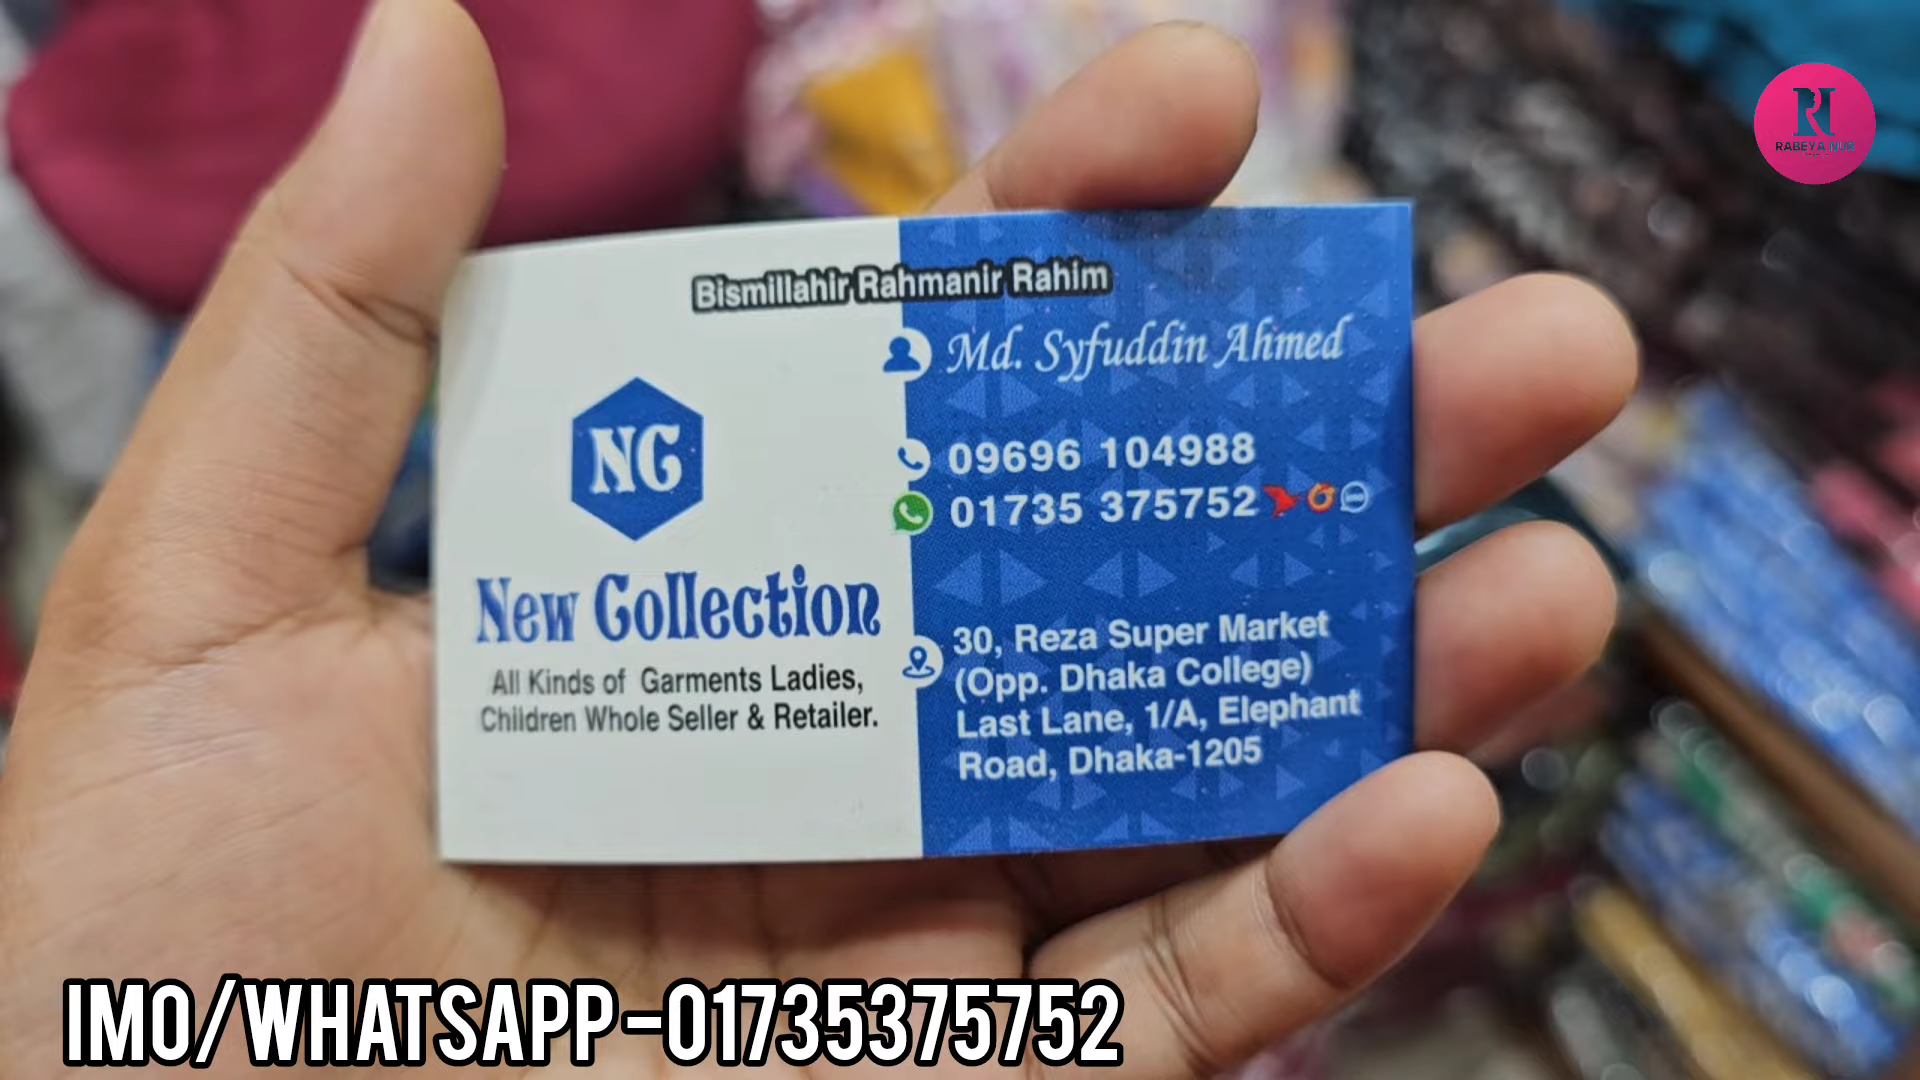 RABEYA NUR
Bismillahir Rahmanir Rahim
Md. Syfuddin Ahmed
NG
09696 104988
01735 375752
New Collection
All Kinds of Garments Ladies,
Children Whole Seller & Retailer.
30, Reza Super Market
(Opp. Dhaka College)
Last Lane, 1/A, Elephant
Road, Dhaka-1205
IMO/WHATSAPP-01735375752